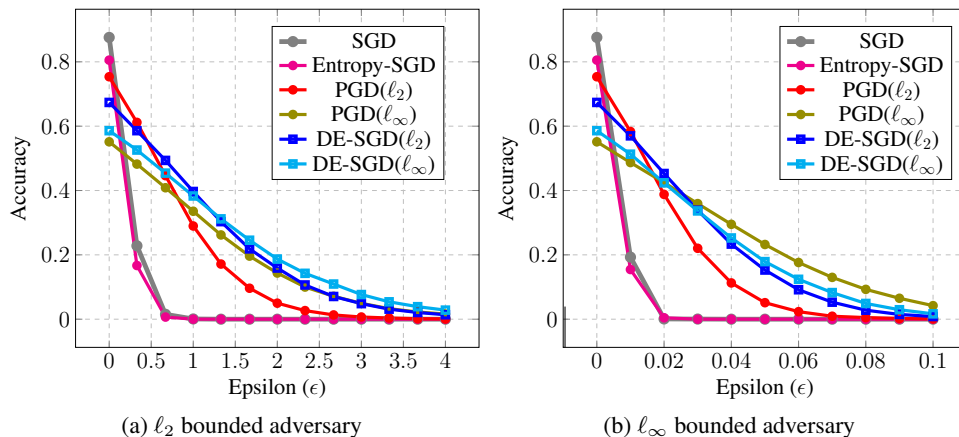 SGD
Entropy-SGD
PGD(ℓ₂)
PGD(ℓ∞)
DE-SGD(ℓ₂)
DE-SGD(ℓ∞)
Accuracy
0.8
0.6
0.4
0.2
0
0 0.5 1 1.5 2 2.5 3 3.5 4
Epsilon (ϵ)
(a) ℓ₂ bounded adversary
SGD
Entropy-SGD
PGD(ℓ₂)
PGD(ℓ∞)
DE-SGD(ℓ₂)
DE-SGD(ℓ∞)
Accuracy
0.8
0.6
0.4
0.2
0
0 0.02 0.04 0.06 0.08 0.1
Epsilon (ϵ)
(b) ℓ∞ bounded adversary